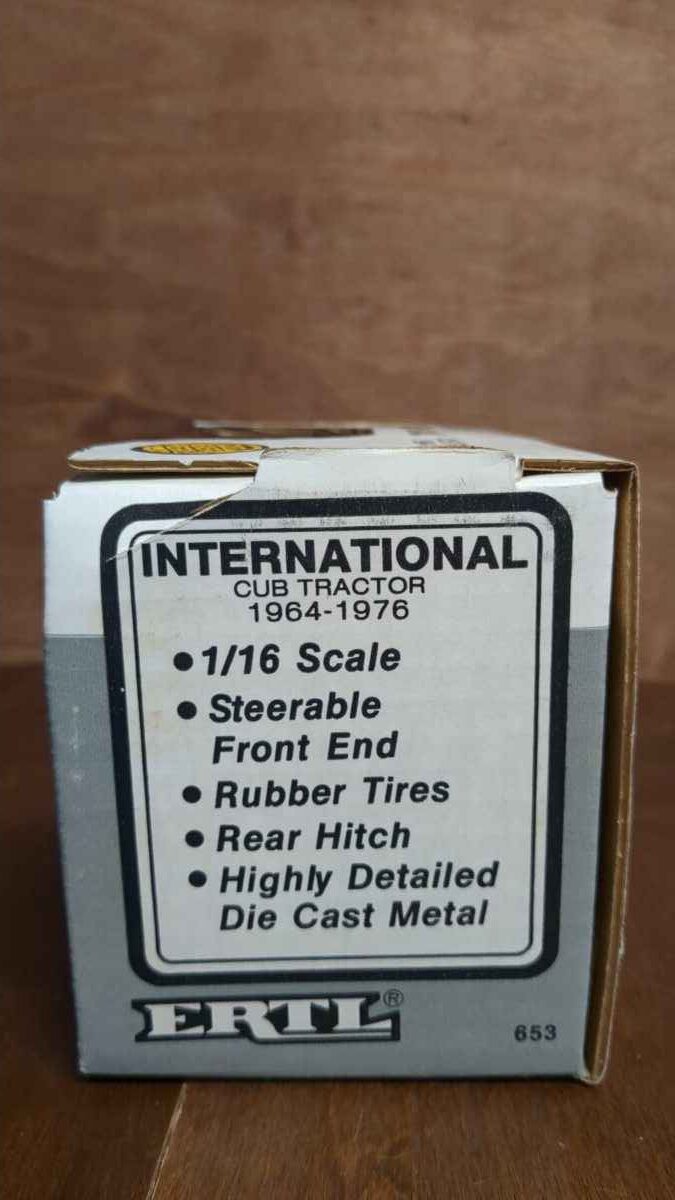 INTERNATIONAL
CUB TRACTOR
1964-1976
• 1/16 Scale
• Steerable
Front End
• Rubber Tires
• Rear Hitch
• Highly Detailed
Die Cast Metal
ERTL®
653